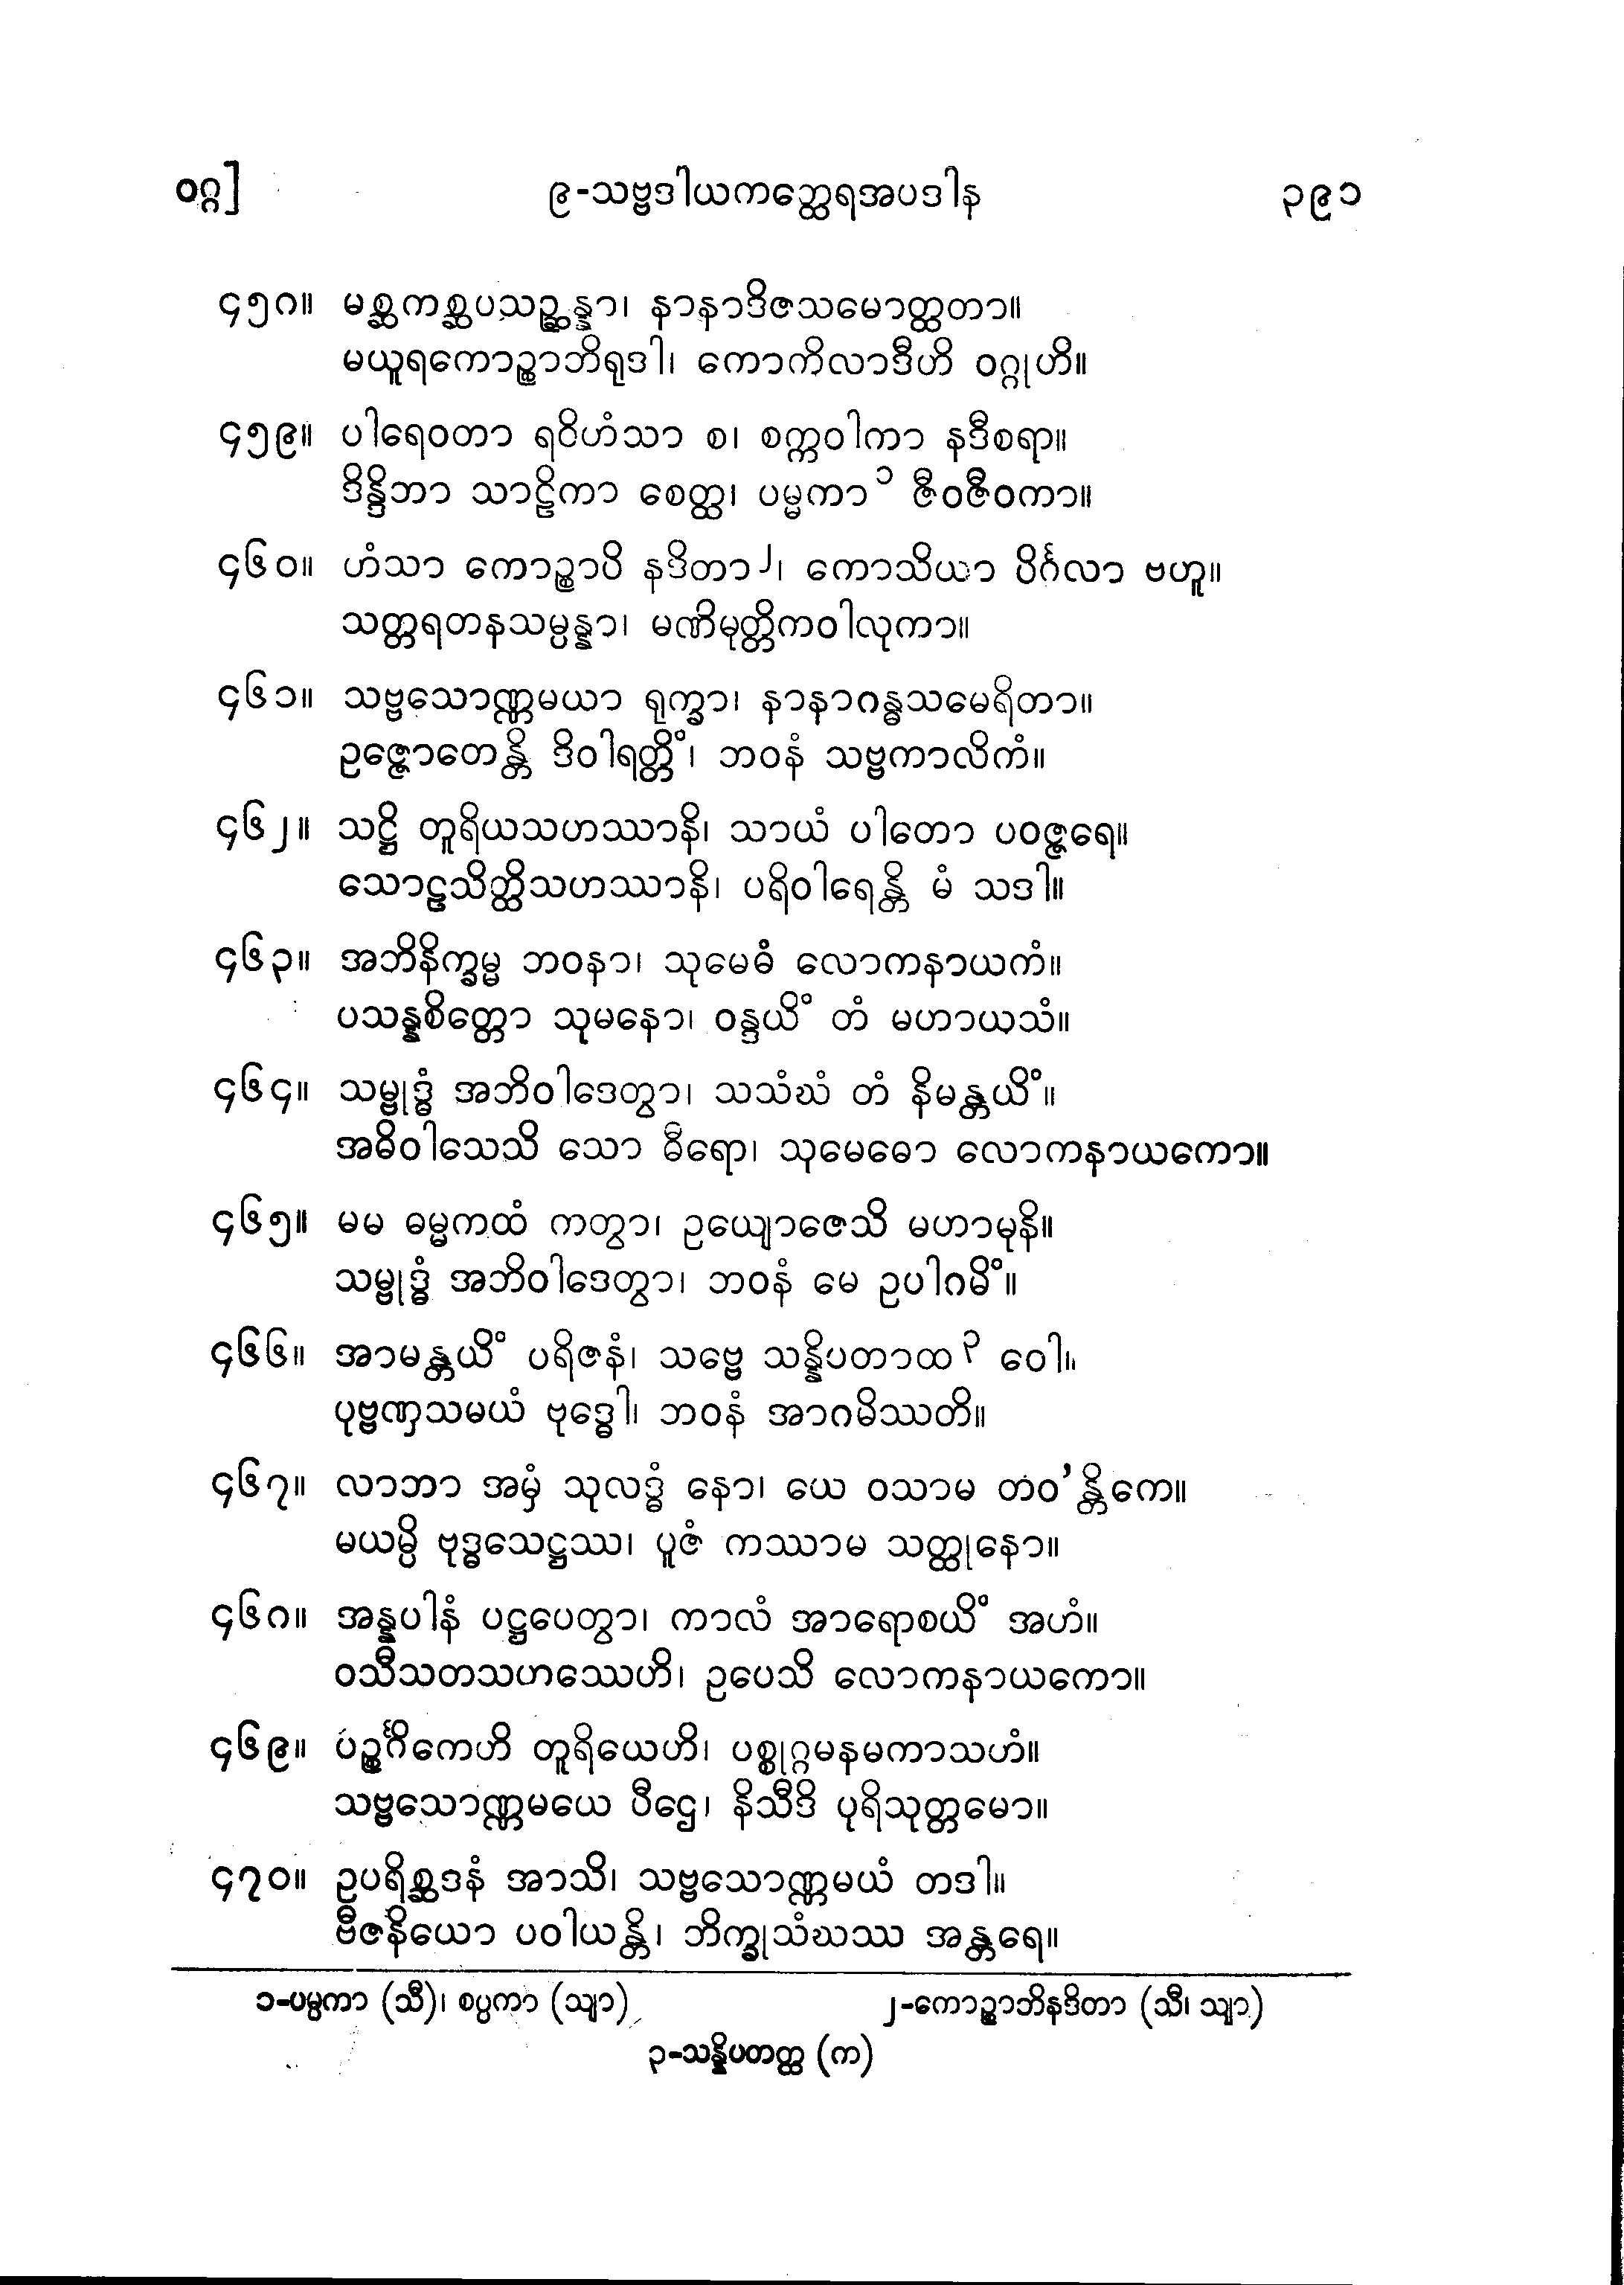 ဝဂ္ဂ]	၉-သဗ္ဗဒါယကတ္ထေရအပဒါန	၃၉၁
၄၅၈။ မစ္ဆကစ္ဆပသဉ္ဆန္နာ၊ နာနာဒိဇသမောတ္ထတာ။
မယူရကောဉ္စာဘိရုဒါ၊ ကောကိလာဒီဟိ ဝဂ္ဂုဟိ။
၄၅၉။ ပါရေဝတာ ရဝိဟံသာ စ၊ စက္ကဝါကာ နဒီစရာ။
ဒိန္ဒိဘာ သာဠိကာ စေတ္ထ၊ ပမ္မကာ၁ ဇီဝဇီဝကာ။
၄၆၀။ ဟံသာ ကောဉ္စာပိ နဒိတာ၂၊ ကောသိယာ ပိင်္ဂလာ ဗဟူ။
သတ္တရတနသမ္ပန္နာ၊ မဏိမုတ္တိကဝါလုကာ။
၄၆၁။ သဗ္ဗသောဏ္ဏမယာ ရုက္ခာ၊ နာနာဂန္ဓသမေရိတာ။
ဥဇ္ဇောတေန္တိ ဒိဝါရတ္တိံ၊ ဘဝနံ သဗ္ဗကာလိကံ။
၄၆၂။ သဋ္ဌိ တူရိယသဟဿာနိ၊ သာယံ ပါတော ပဝဇ္ဇရေ။
သောဠသိတ္ထိသဟဿာနိ၊ ပရိဝါရေန္တိ မံ သဒါ။
၄၆၃။ အဘိနိက္ခမ္မ ဘဝနာ၊ သုမေဓံ လောကနာယကံ။
ပသန္နစိတ္တော သုမနော၊ ဝန္ဒယိံ တံ မဟာယသံ။
၄၆၄။ သမ္ဗုဒ္ဓံ အဘိဝါဒေတွာ၊ သသံဃံ တံ နိမန္တယိံ။
အဓိဝါသေသိ သော ဓီရော၊ သုမေဓော လောကနာယကော။
၄၆၅။ မမ ဓမ္မကထံ ကတွာ၊ ဥယျောဇေသိ မဟာမုနိ။
သမ္ဗုဒ္ဓံ အဘိဝါဒေတွာ၊ ဘဝနံ မေ ဥပါဂမိံ။
၄၆၆။ အာမန္တယိံ ပရိဇနံ၊ သဗ္ဗေ သန္နိပတာထ၃ ဝေါ။
ပုဗ္ဗဏှသမယံ ဗုဒ္ဓေါ၊ ဘဝနံ အာဂမိဿတိ။
၄၆၇။ လာဘာ အမှံ သုလဒ္ဓံ နော၊ ယေ ဝသာမ တဝ’န္တိကေ။
မယမ္ပိ ဗုဒ္ဓသေဋ္ဌဿ၊ ပူဇံ ကဿာမ သတ္ထုနော။
၄၆၈။ အန္နပါနံ ပဋ္ဌပေတွာ၊ ကာလံ အာရောစယိံ အဟံ။
ဝသီသတသဟဿေဟိ၊ ဥပေသိ လောကနာယကော။
၄၆၉။ ပဉ္စင်္ဂိကေဟိ တူရိယေဟိ၊ ပစ္စုဂ္ဂမနမကာသဟံ။
သဗ္ဗသောဏ္ဏမယေ ပီဌေ၊ နိသီဒိ ပုရိသုတ္တမော။
၄၇၀။ ဥပရိစ္ဆဒနံ အာသိ၊ သဗ္ဗသောဏ္ဏမယံ တဒါ။
ဗီဇနိယော ပဝါယန္တိ၊ ဘိက္ခုသံဃဿ အန္တရေ။
၁-ပမ္ပကာ (သီ)၊ စပ္ပကာ (သျာ)	၂-ကောဉ္စာဘိနဒိတာ (သီ၊ သျာ)
၃-သန္နိပတတ္ထ (က)